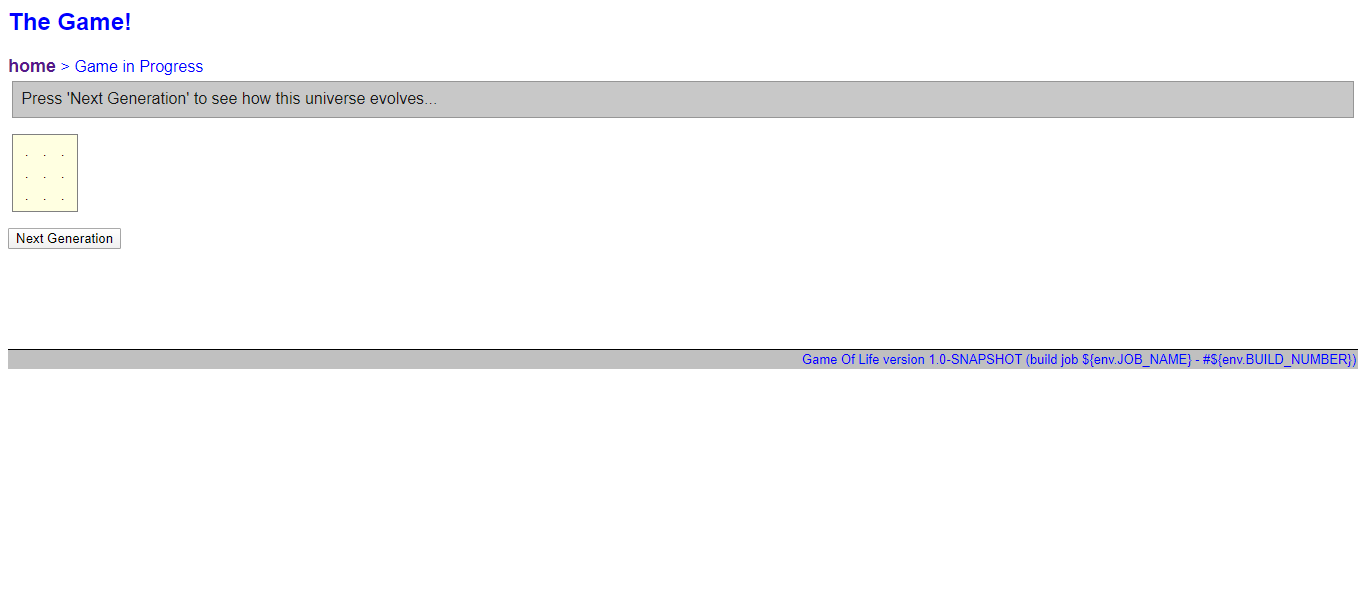 The Game!
home > Game in Progress
Press 'Next Generation' to see how this universe evolves...
. . .
. . .
. . .
Next Generation
Game Of Life version 1.0-SNAPSHOT (build job ${env.JOB_NAME} - #${env.BUILD_NUMBER})